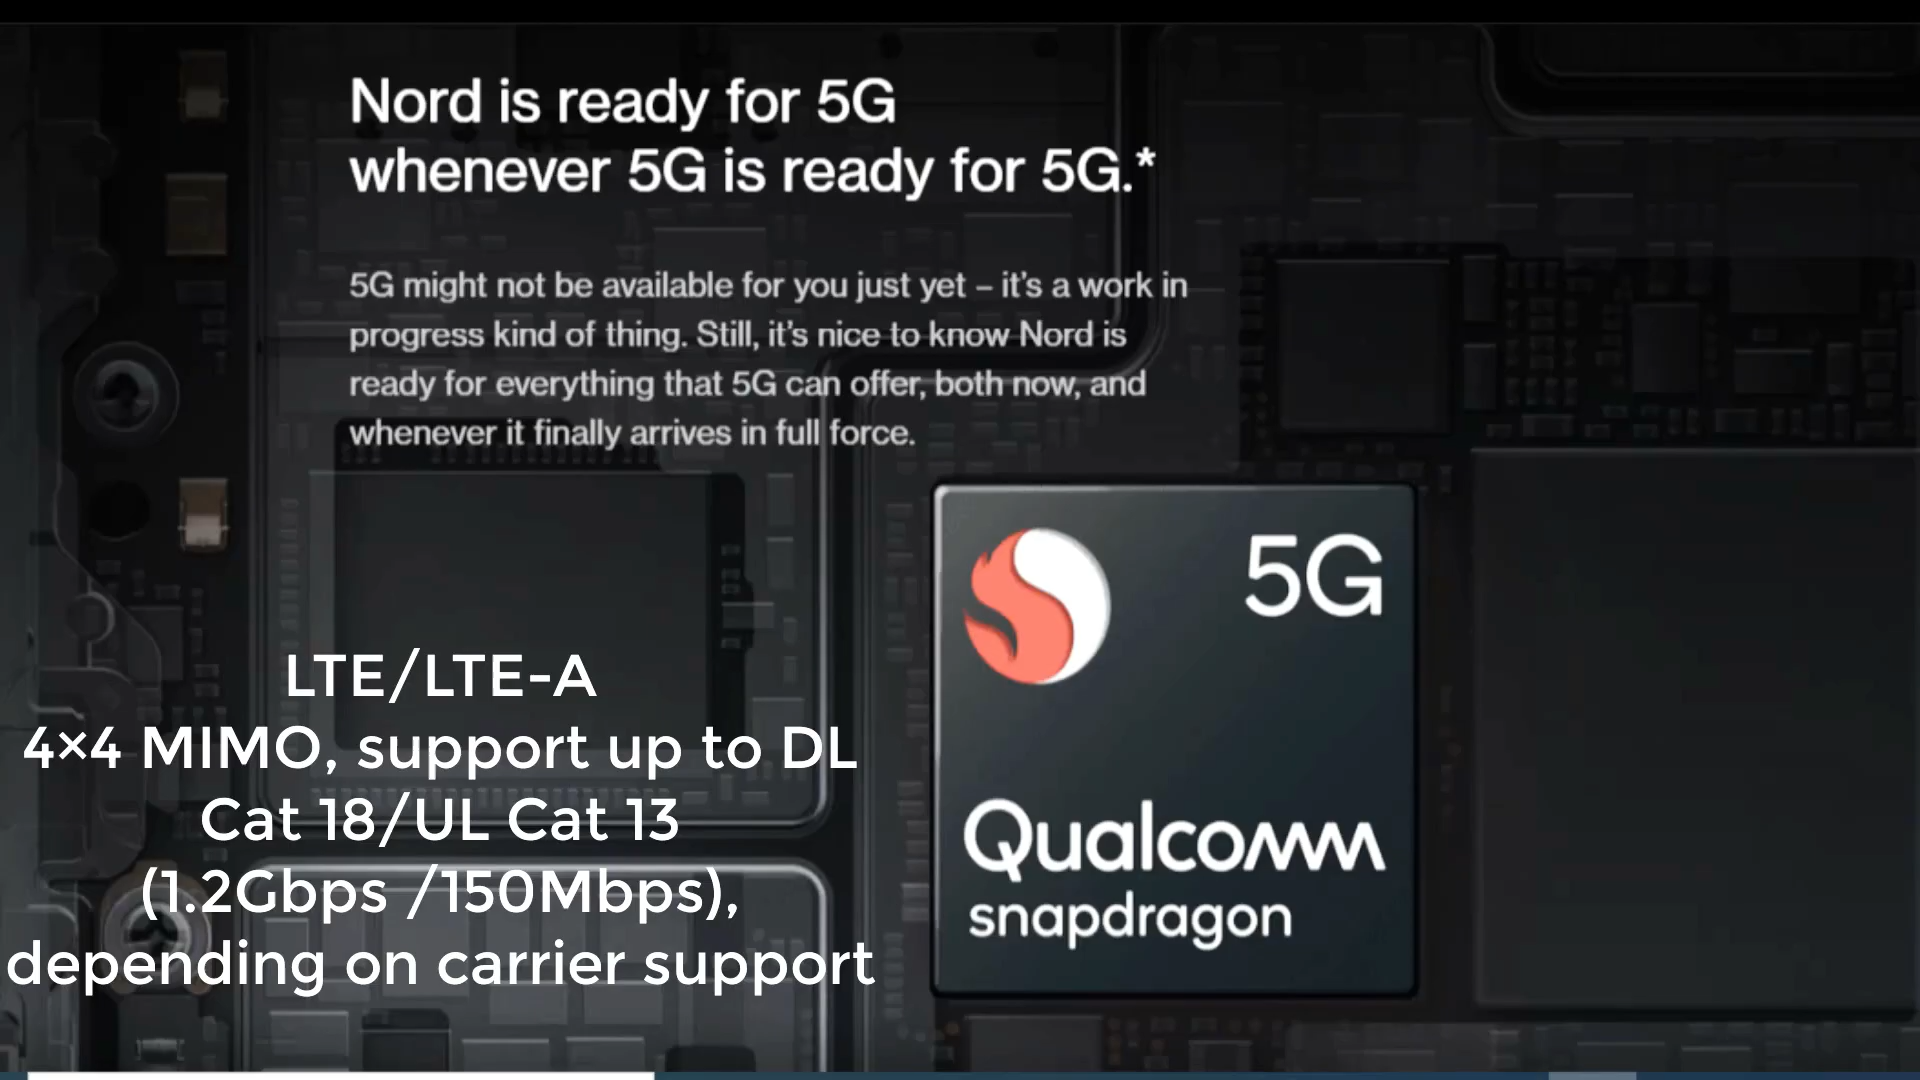 Nord is ready for 5G
whenever 5G is ready for 5G.*
5G might not be available for you just yet – it’s a work in
progress kind of thing. Still, it’s nice to know Nord is
ready for everything that 5G can offer, both now, and
whenever it finally arrives in full force.
5G
Qualcomm
snapdragon
LTE/LTE-A
4×4 MIMO, support up to DL
Cat 18/UL Cat 13
(1.2Gbps /150Mbps),
depending on carrier support